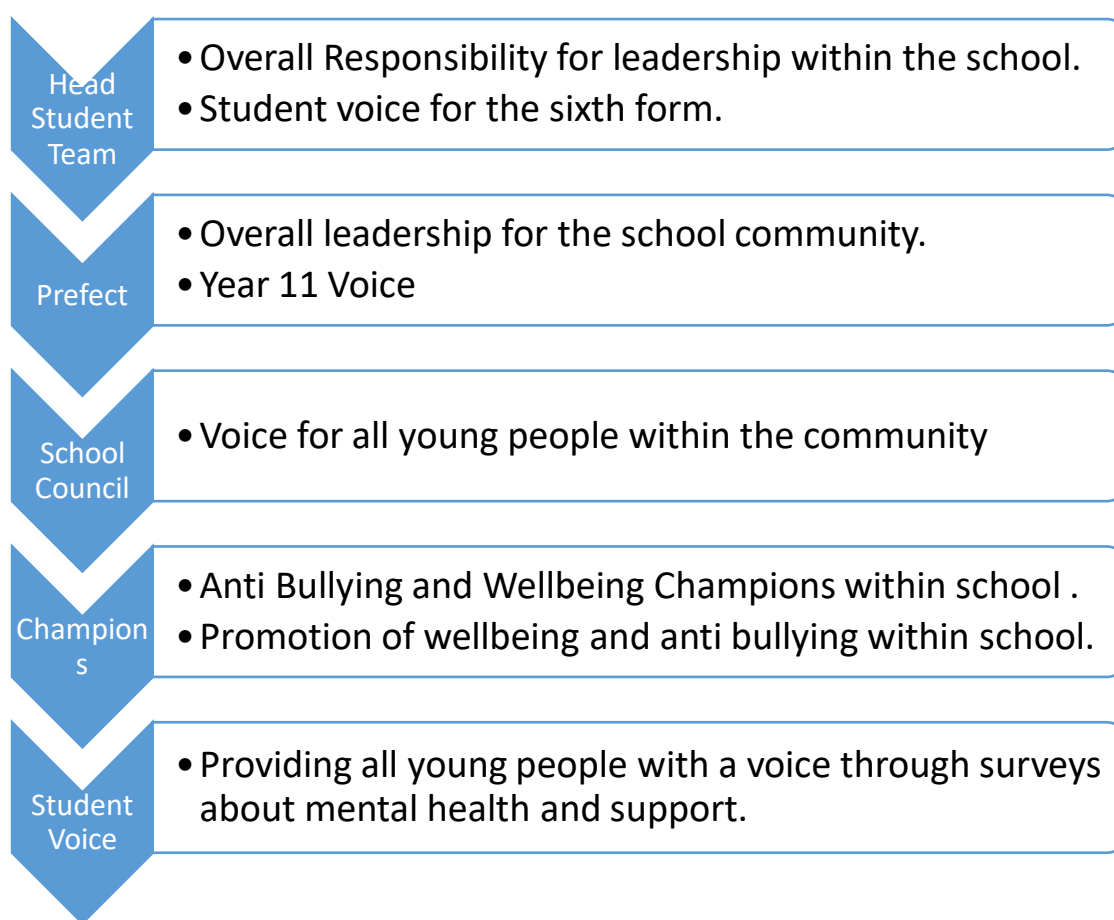 Head
Student
Team
• Overall Responsibility for leadership within the school.
• Student voice for the sixth form.
Prefect
• Overall leadership for the school community.
• Year 11 Voice
School
Council
• Voice for all young people within the community
Champion
s
• Anti Bullying and Wellbeing Champions within school .
• Promotion of wellbeing and anti bullying within school.
Student
Voice
• Providing all young people with a voice through surveys
about mental health and support.